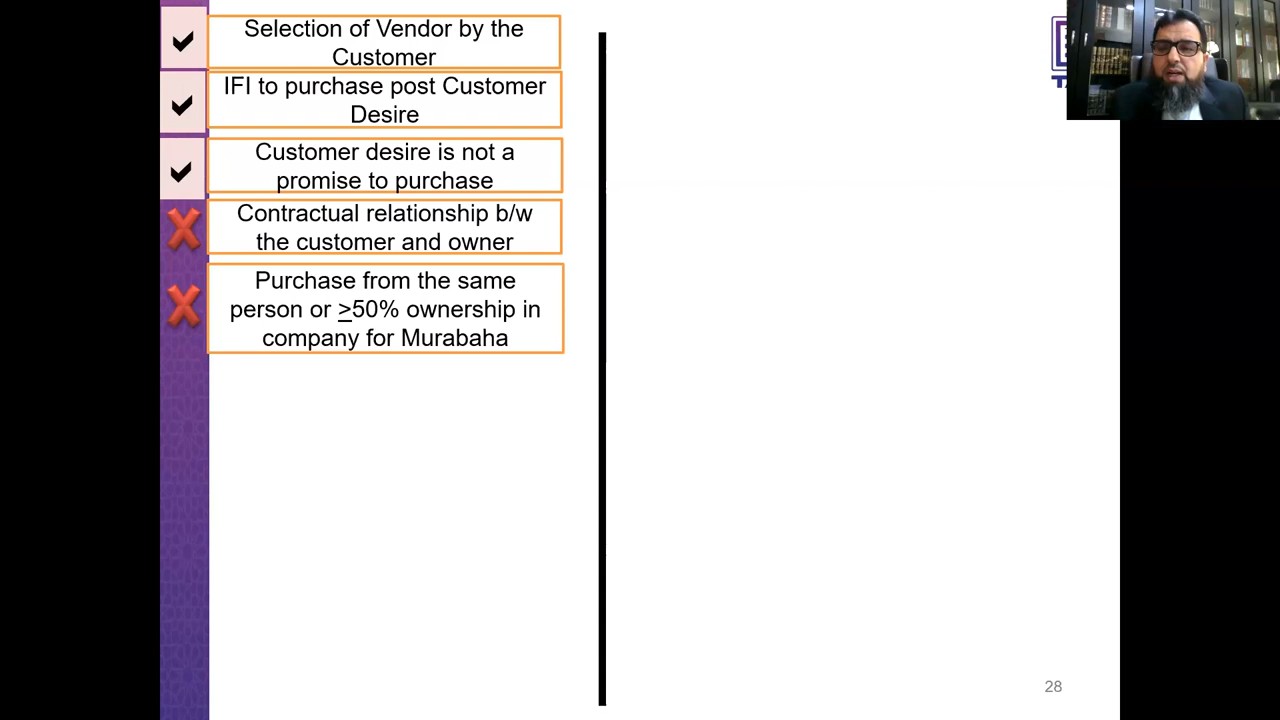 Selection of Vendor by the
Customer
IFI to purchase post Customer
Desire
Customer desire is not a
promise to purchase
Contractual relationship b/w
the customer and owner
Purchase from the same
person or >50% ownership in
company for Murabaha
28